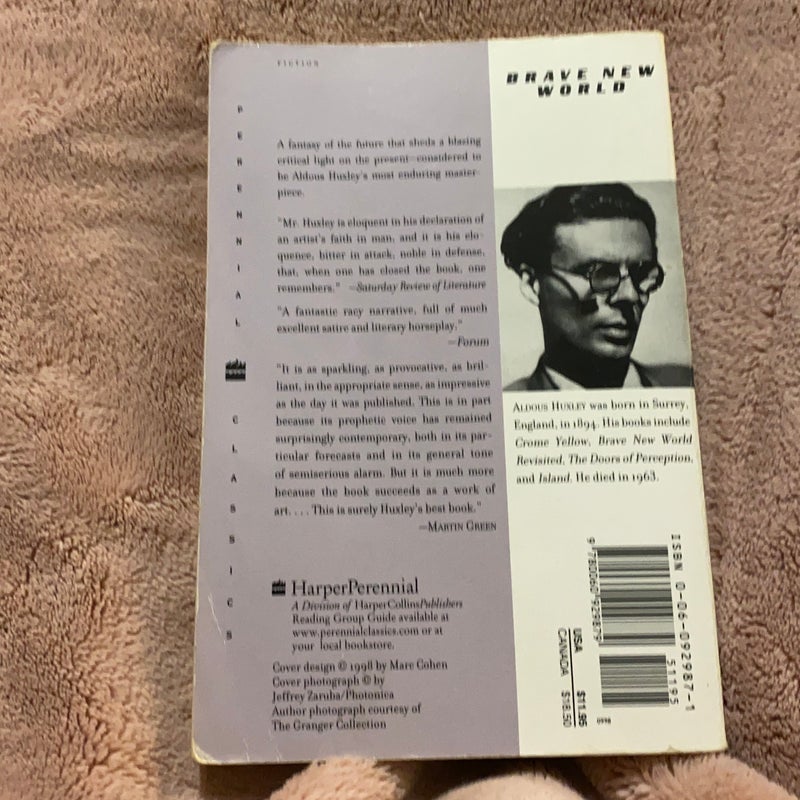 FICTION
PERENNIAL
CLASSICS
A fantasy of the future that sheds a blazing
critical light on the present—considered to
be Aldous Huxley's most enduring master-
piece.
"Mr. Huxley is eloquent in his declaration of
an artist's faith in man, and it is his elo-
quence, bitter in attack, noble in defense,
that, when one has closed the book, one
remembers." —Saturday Review of Literature
"A fantastic racy narrative, full of much
excellent satire and literary horseplay."
—Forum
"It is as sparkling, as provocative, as bril-
liant, in the appropriate sense, as impressive
as the day it was published. This is in part
because its prophetic voice has remained
surprisingly contemporary, both in its par-
ticular forecasts and in its general tone
of semiserious alarm. But it is much more
because the book succeeds as a work of
art. . . . This is surely Huxley's best book."
—MARTIN GREEN
HarperPerennial
A Division of HarperCollinsPublishers
Reading Group Guide available at
www.perennialclassics.com or at
your local bookstore.
Cover design © 1998 by Marc Cohen
Cover photograph © by
Jeffrey Zaruba/Photonica
Author photograph courtesy of
The Granger Collection
BRAVE NEW
WORLD
ALDOUS HUXLEY was born in Surrey,
England, in 1894. His books include
Crome Yellow, Brave New World
Revisited, The Doors of Perception,
and Island. He died in 1963.
ISBN 0-06-092987-1
51195
9 780060 929879
USA $11.95
CANADA $18.50